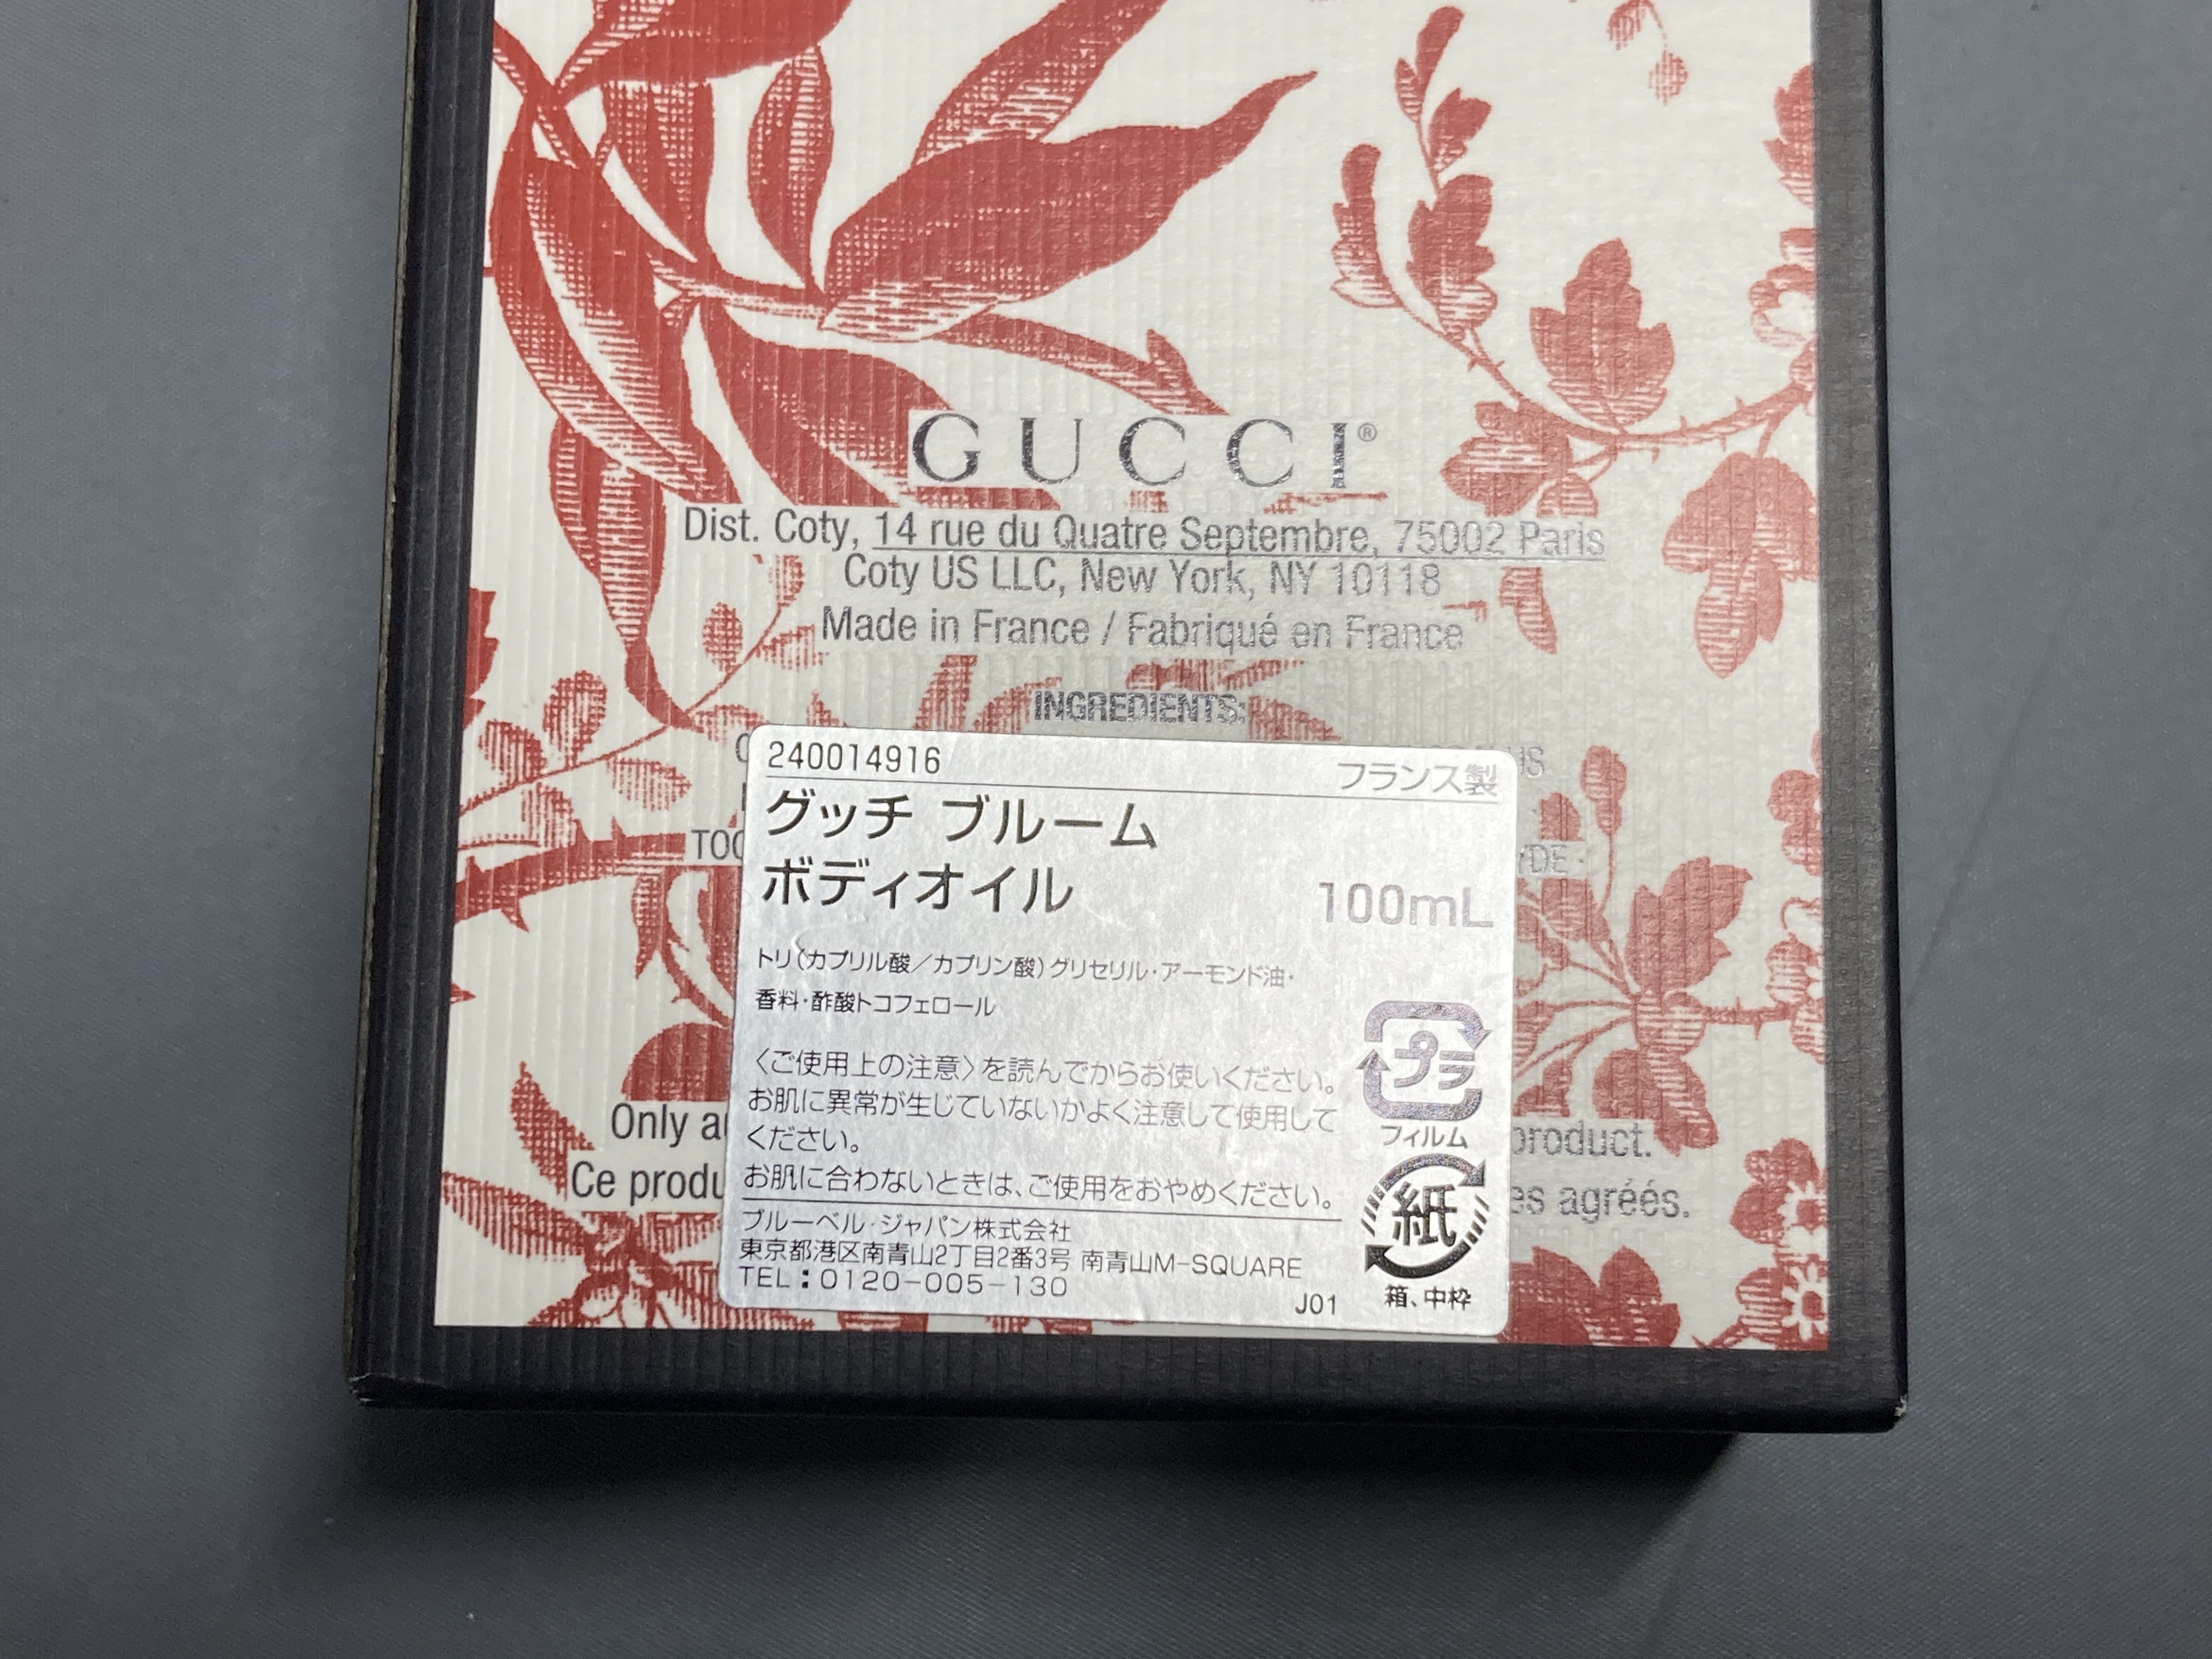 GUCCI®
Dist. Coty, 14 rue du Quatre Septembre, 75002 Paris
Coty US LLC, New York, NY 10118
Made in France / Fabriqué en France
INGREDIENTS:
240014916
フランス製
グッチ ブルーム
ボディオイル
100mL
トリ(カプリル酸/カプリン酸)グリセリル・アーモンド油・
香料・酢酸トコフェロール
〈ご使用上の注意〉を読んでからお使いください。
お肌に異常が生じていないかよく注意して使用して
ください。
お肌に合わないときは、ご使用をおやめください。
プラ
フィルム
紙
箱、中枠
ブルーベル・ジャパン株式会社
東京都港区南青山2丁目2番3号 南青山M-SQUARE
TEL:0120-005-130
J01
Only
product.
Ce
agréés.